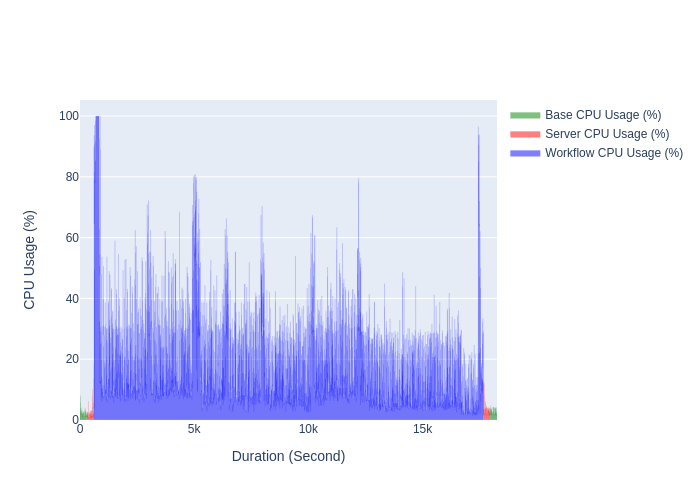 100
80
60
40
20
0
CPU Usage (%)
0
5k
10k
15k
Duration (Second)
Base CPU Usage (%)
Server CPU Usage (%)
Workflow CPU Usage (%)